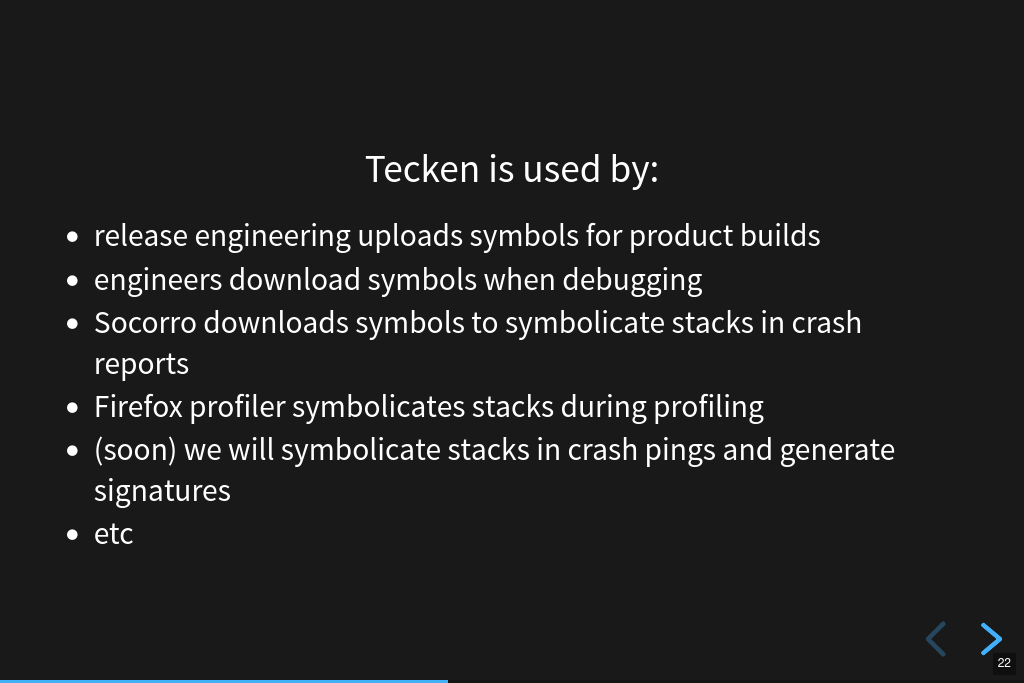 Tecken is used by:
release engineering uploads symbols for product builds
engineers download symbols when debugging
Socorro downloads symbols to symbolicate stacks in crash
reports
Firefox profiler symbolicates stacks during profiling
(soon) we will symbolicate stacks in crash pings and generate
signatures
etc
22